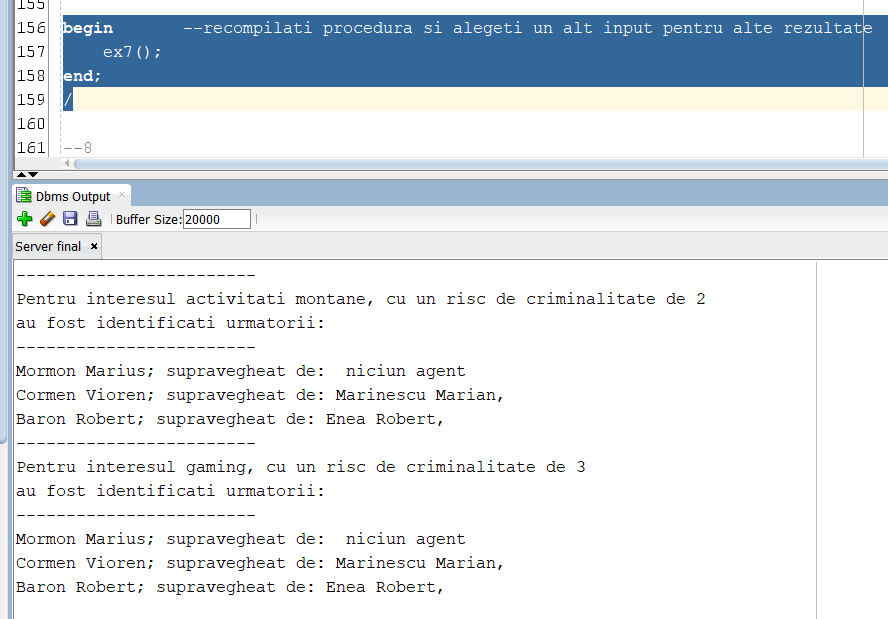 155
156 begin --recompilati procedura si alegeti un alt input pentru alte rezultate
157 ex7();
158 end;
159 /
160
161 --8
Dbms Output ×
Buffer Size: 20000
Server final ×
------------------------
Pentru interesul activitati montane, cu un risc de criminalitate de 2
au fost identificati urmatorii:
------------------------
Mormon Marius; supravegheat de:  niciun agent
Cormen Vioren; supravegheat de: Marinescu Marian,
Baron Robert; supravegheat de: Enea Robert,
------------------------
Pentru interesul gaming, cu un risc de criminalitate de 3
au fost identificati urmatorii:
------------------------
Mormon Marius; supravegheat de:  niciun agent
Cormen Vioren; supravegheat de: Marinescu Marian,
Baron Robert; supravegheat de: Enea Robert,